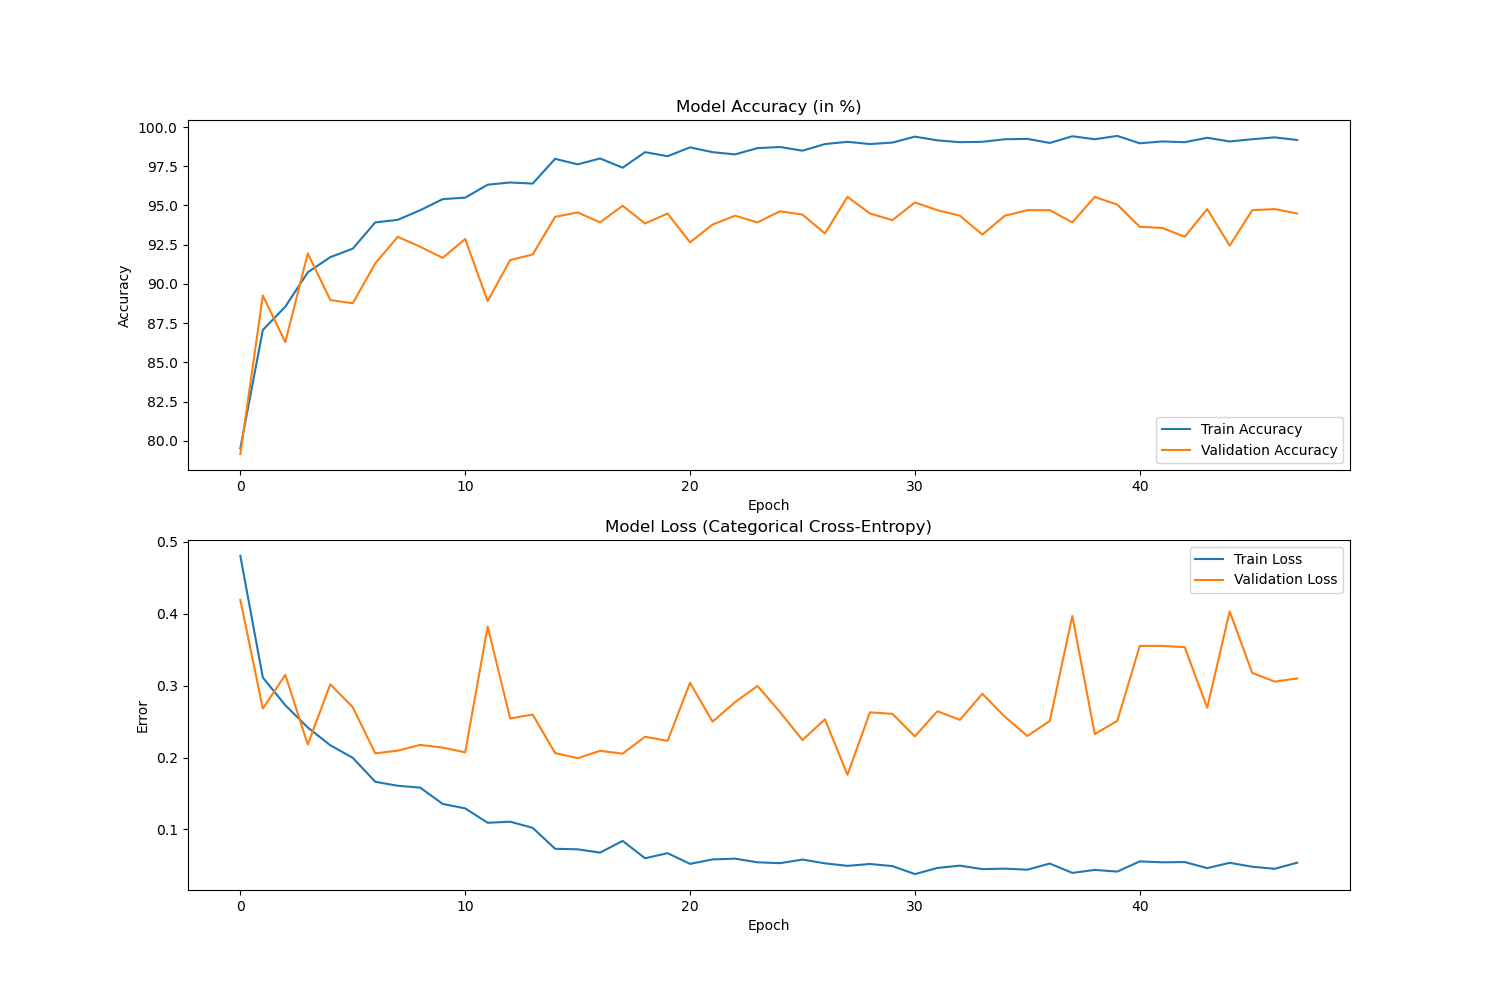 Model Accuracy (in %)
100.0
97.5
95.0
92.5
90.0
87.5
85.0
82.5
80.0
Accuracy
Train Accuracy
Validation Accuracy
0 10 20 30 40
Epoch
Model Loss (Categorical Cross-Entropy)
0.5
0.4
0.3
0.2
0.1
Error
Train Loss
Validation Loss
0 10 20 30 40
Epoch